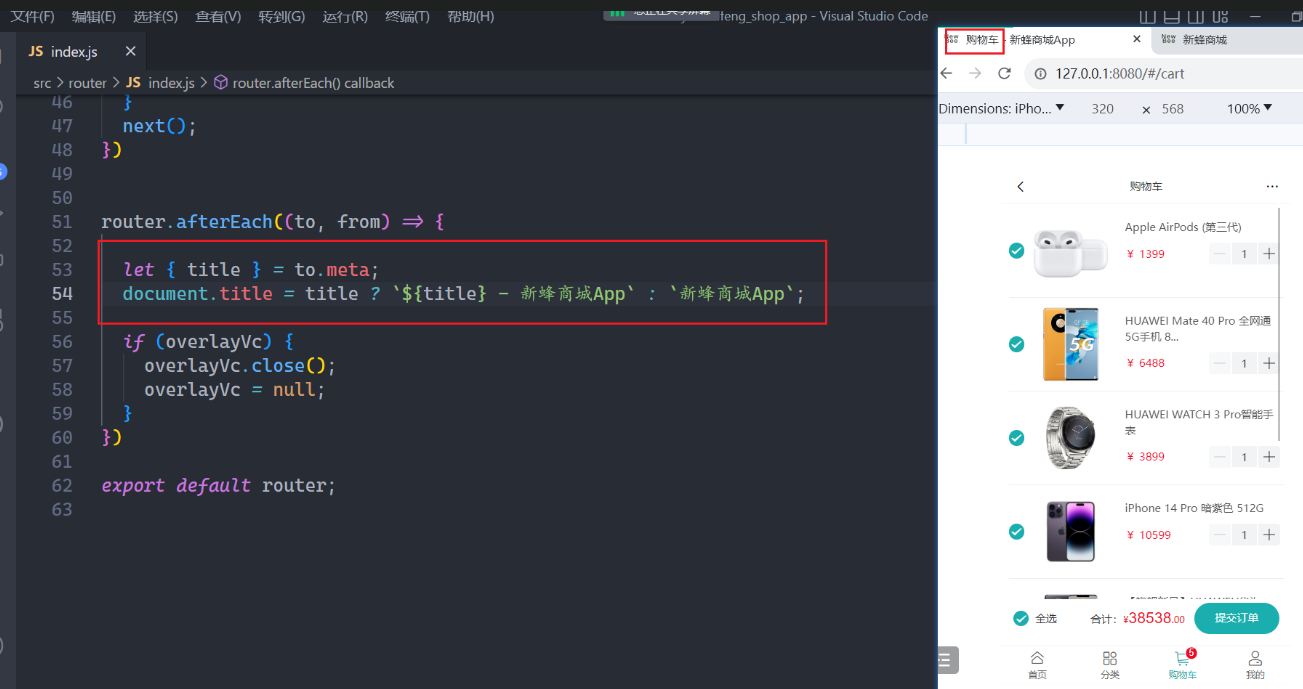 文件(F) 编辑(E) 选择(S) 查看(V) 转到(G) 运行(R) 终端(T) 帮助(H)
feng_shop_app - Visual Studio Code
JS index.js ×
src > router > JS index.js > router.afterEach() callback
46 }
47 next();
48 })
49
50
51 router.afterEach((to, from) => {
52
53 let { title } = to.meta;
54 document.title = title ? `${title} - 新蜂商城App` : `新蜂商城App`;
55
56 if (overlayVc) {
57 overlayVc.close();
58 overlayVc = null;
59 }
60 })
61
62 export default router;
63
购物车 - 新蜂商城App ×
新蜂商城
127.0.0.1:8080/#/cart
Dimensions: iPho... ▼ 320 × 568 100% ▼
购物车 ...
Apple AirPods (第三代)
¥ 1399 — 1 +
HUAWEI Mate 40 Pro 全网通
5G手机 8...
5G
¥ 6488 — 1 +
HUAWEI WATCH 3 Pro智能手
表
¥ 3899 — 1 +
iPhone 14 Pro 暗紫色 512G
¥ 10599 — 1 +
全选 合计: ¥38538.00 提交订单
5
首页 分类 购物车 我的